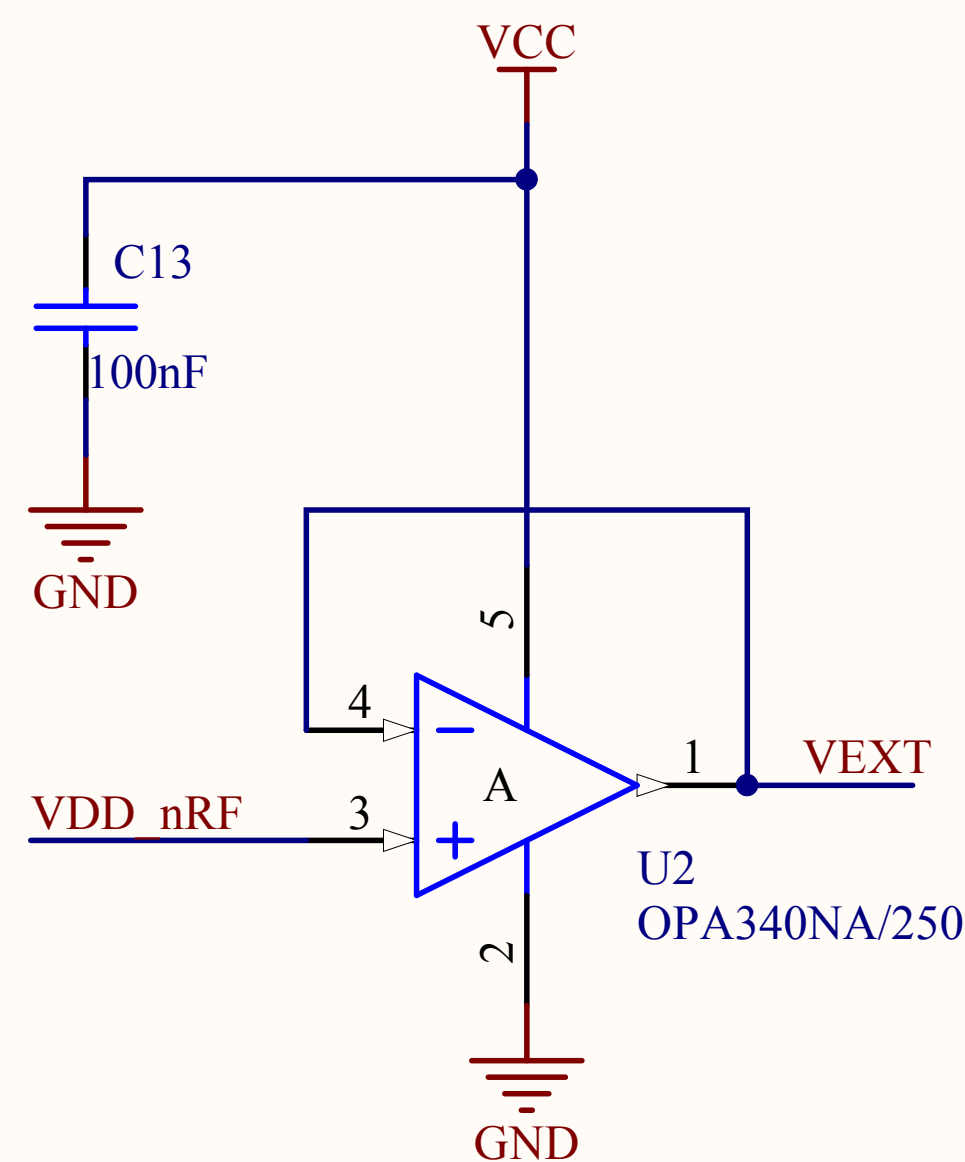 VCC
C13
100nF
GND
5
4
1
VEXT
A
VDD_nRF
3
U2
OPA340NA/250
2
GND